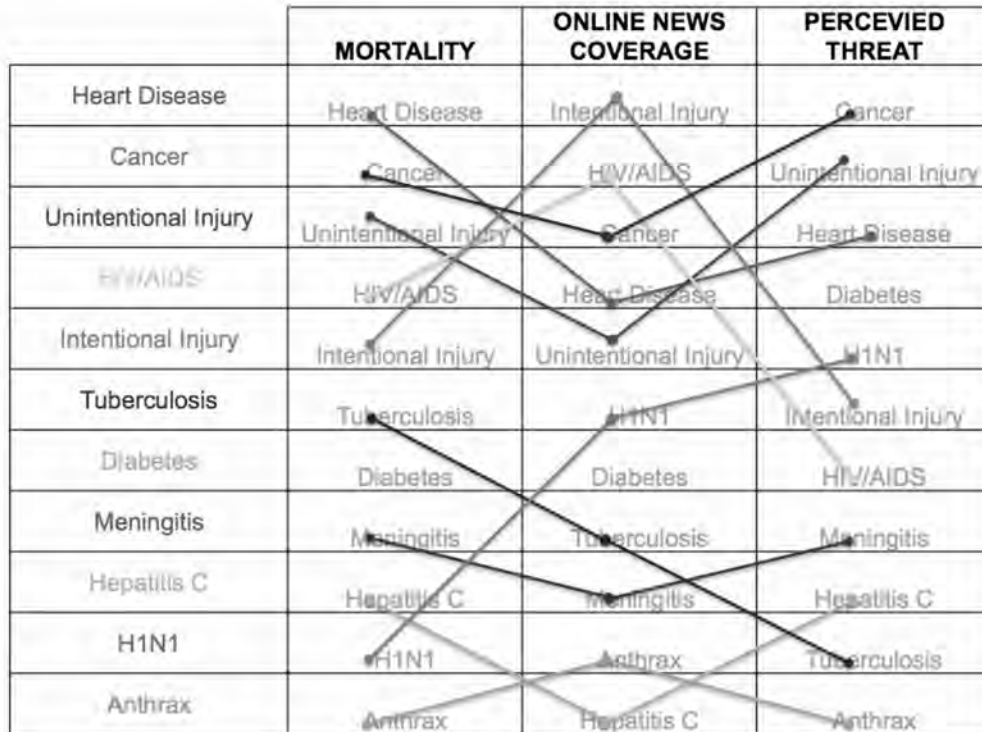 MORTALITY ONLINE NEWS COVERAGE PERCEVIED THREAT
Heart Disease Heart Disease Intentional Injury Cancer
Cancer Cancer HIV/AIDS Unintentional Injury
Unintentional Injury Unintentional Injury Cancer Heart Disease
HIV/AIDS HIV/AIDS Heart Disease Diabetes
Intentional Injury Intentional Injury Unintentional Injury H1N1
Tuberculosis Tuberculosis H1N1 Intentional Injury
Diabetes Diabetes Diabetes HIV/AIDS
Meningitis Meningitis Tuberculosis Meningitis
Hepatitis C Hepatitis C Meningitis Hepatitis C
H1N1 H1N1 Anthrax Tuberculosis
Anthrax Anthrax Hepatitis C Anthrax